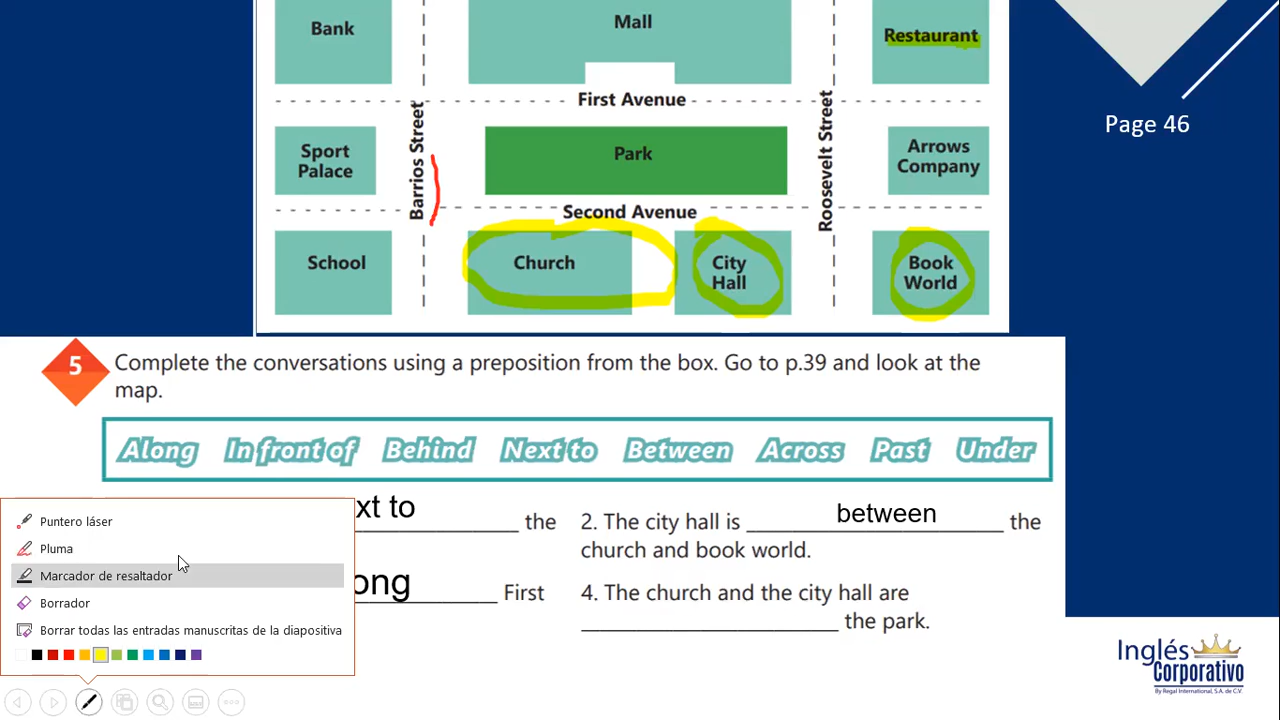 Bank
Mall
Restaurant
First Avenue
Page 46
Sport
Palace
Barrios Street
Park
Roosevelt Street
Arrows
Company
Second Avenue
School
Church
City
Hall
Book
World
5
Complete the conversations using a preposition from the box. Go to p.39 and look at the
map.
Along In front of Behind Next to Between Across Past Under
xt to the
2. The city hall is between the
church and book world.
ong First
4. The church and the city hall are
the park.
Puntero láser
Pluma
Marcador de resaltador
Borrador
Borrar todas las entradas manuscritas de la diapositiva
Inglés
Corporativo
By Regal International, S.A. de C.V.